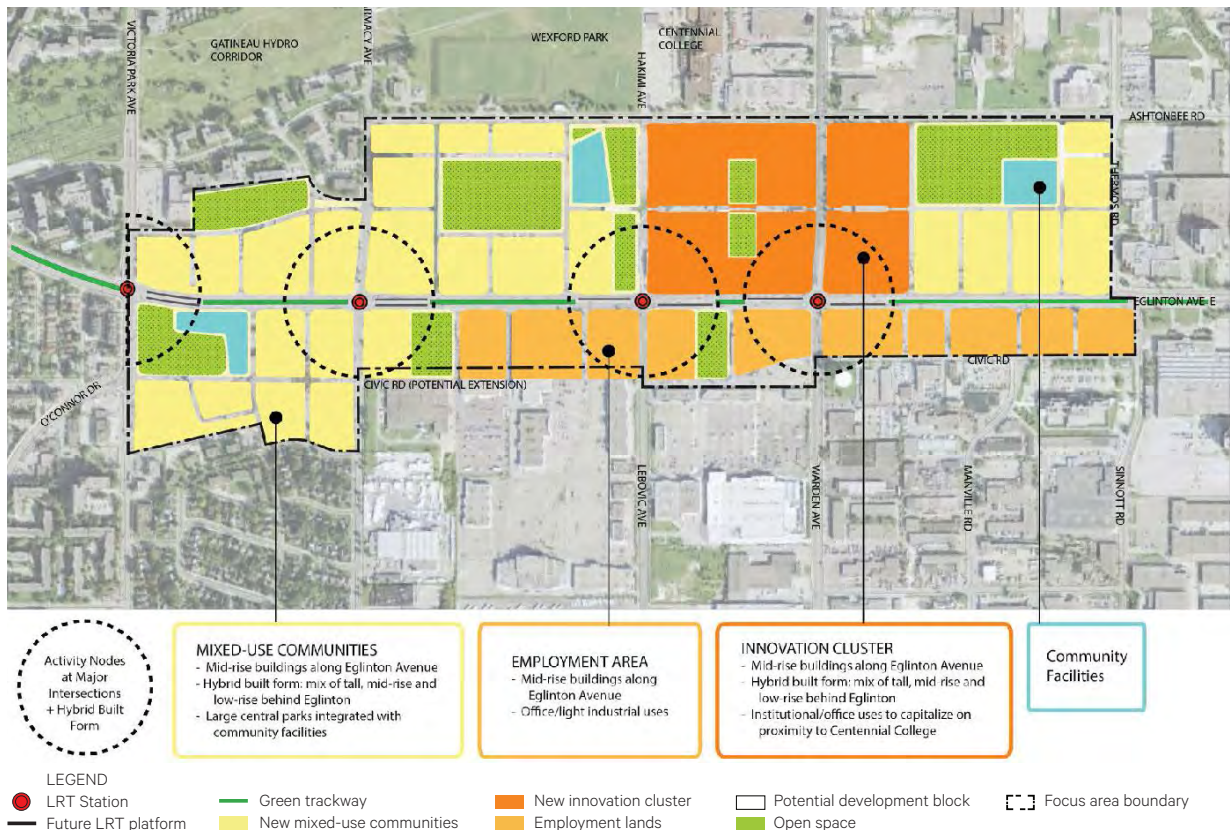 GATINEAU HYDRO
CORRIDOR
WEXFORD PARK
CENTENNIAL
COLLEGE
VICTORIA PARK AVE
HAKIMI AVE
ASHTONBEE RD
THERMOS RD
EGLINTON AVE E
CIVIC RD
CIVIC RD (POTENTIAL EXTENSION)
O'CONNOR DR
LEBOVIC AVE
WARDEN AVE
MANVILLE RD
SINNOTT RD
Activity Nodes
at Major
Intersections
+ Hybrid Built
Form
MIXED-USE COMMUNITIES
- Mid-rise buildings along Eglinton Avenue
- Hybrid built form: mix of tall, mid-rise and
low-rise behind Eglinton
- Large central parks integrated with
community facilities
EMPLOYMENT AREA
- Mid-rise buildings along
Eglinton Avenue
- Office/light industrial uses
INNOVATION CLUSTER
- Mid-rise buildings along Eglinton Avenue
- Hybrid built form: mix of tall, mid-rise and
low-rise behind Eglinton
- Institutional/office uses to capitalize on
proximity to Centennial College
Community
Facilities
LEGEND
LRT Station
Future LRT platform
Green trackway
New mixed-use communities
New innovation cluster
Employment lands
Potential development block
Open space
Focus area boundary